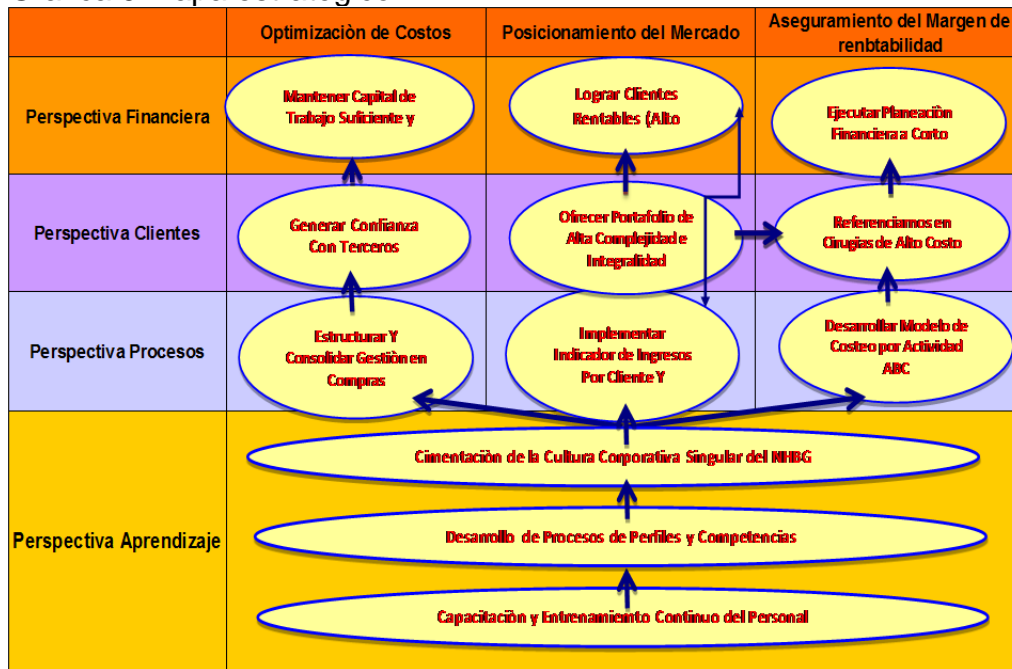 Optimizaciòn de Costos
Posicionamiento del Mercado
Aseguramiento del Margen de
renbtabilidad
Perspectiva Financiera
Mantener Capital de
Trabajo Suficiente y
Lograr Clientes
Rentables (Alto
Ejecutar Planeación
Financiera a Corto
Perspectiva Clientes
Generar Confianza
Con Terceros
Ofrecer Portafolio de
Alta Complejidad e
Integralidad
Referenciarnos en
Cirugias de Alto Costo
Perspectiva Procesos
Estructurar Y
Consolidar Gestiòn en
Compras
Implementar
Indicador de Ingresos
Por Cliente Y
Desarrollar Modelo de
Costeo por Actividad
ABC
Perspectiva Aprendizaje
Cimentaciòn de la Cultura Corporativa Singular del
Desarrollo de Procesos de Perfiles y Competencias
Capacitaciòn y Entrenamieinto Continuo del Personal